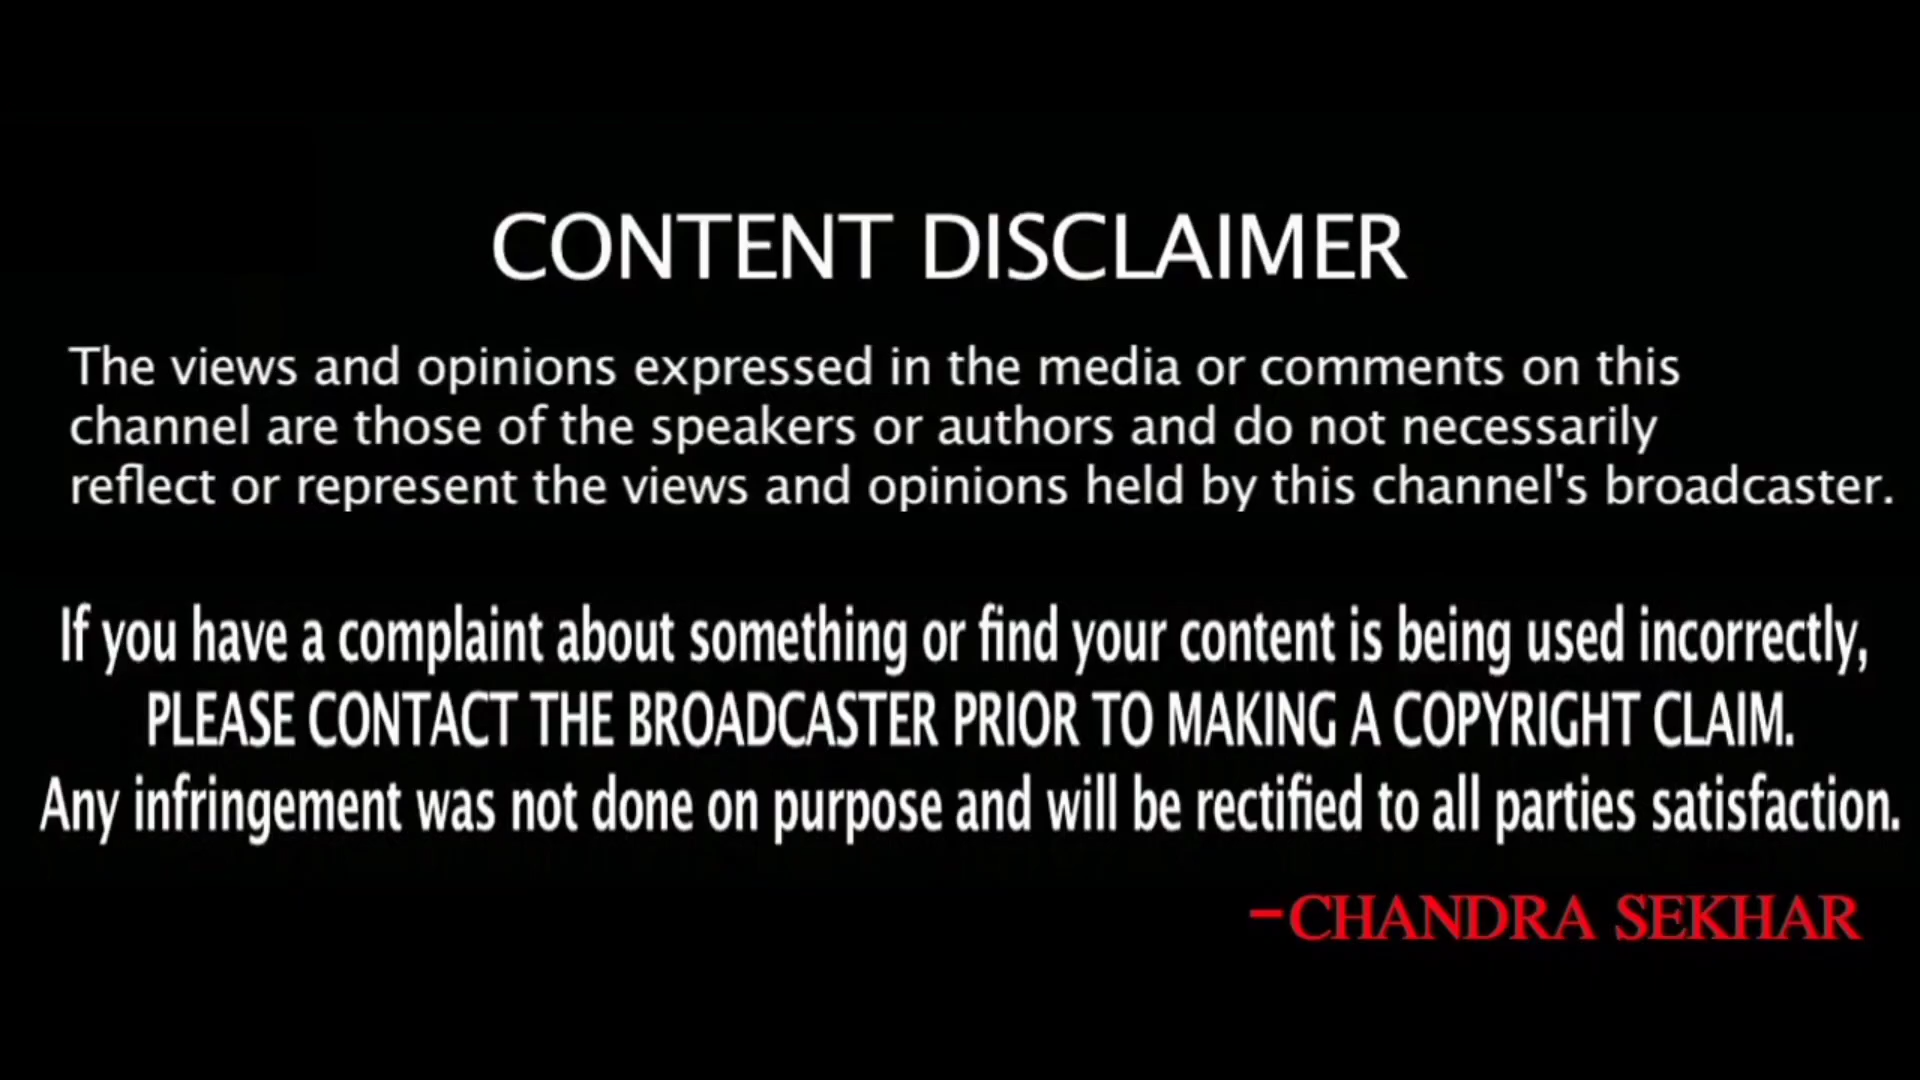 CONTENT DISCLAIMER
The views and opinions expressed in the media or comments on this
channel are those of the speakers or authors and do not necessarily
reflect or represent the views and opinions held by this channel's broadcaster.
If you have a complaint about something or find your content is being used incorrectly,
PLEASE CONTACT THE BROADCASTER PRIOR TO MAKING A COPYRIGHT CLAIM.
Any infringement was not done on purpose and will be rectified to all parties satisfaction.
-CHANDRA SEKHAR